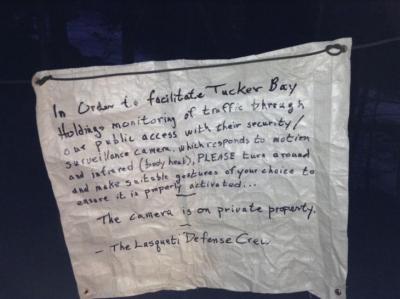 In Order to facilitate Tucker Bay
Holdings monitoring of traffic through
our public access with their security/
surveillance camera, which responds to motion
and infrared (body heat), PLEASE turn around
and make suitable gestures of your choice to
ensure it is properly activated...
The camera is on private property.
- The Lasqueti Defense Crew